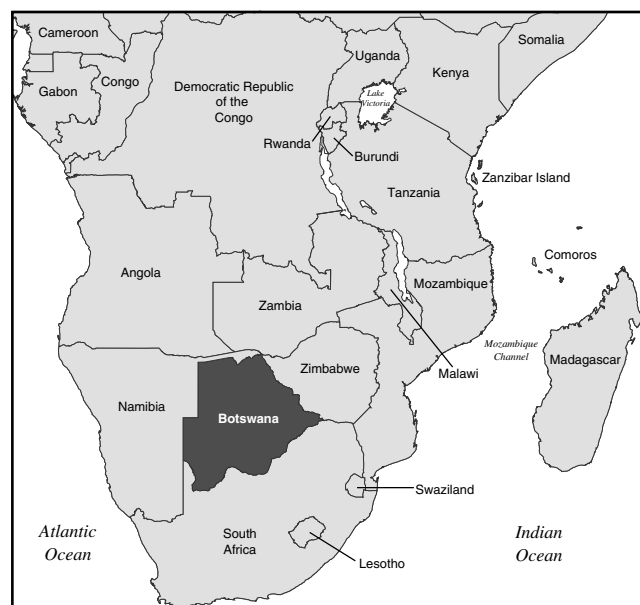 Cameroon
Somalia
Uganda
Kenya
Gabon
Congo
Democratic Republic
of the
Congo
Lake
Victoria
Rwanda
Burundi
Tanzania
Zanzibar Island
Comoros
Angola
Mozambique
Zambia
Mozambique
Channel
Madagascar
Malawi
Zimbabwe
Namibia
Botswana
Swaziland
Atlantic
Ocean
South
Africa
Lesotho
Indian
Ocean